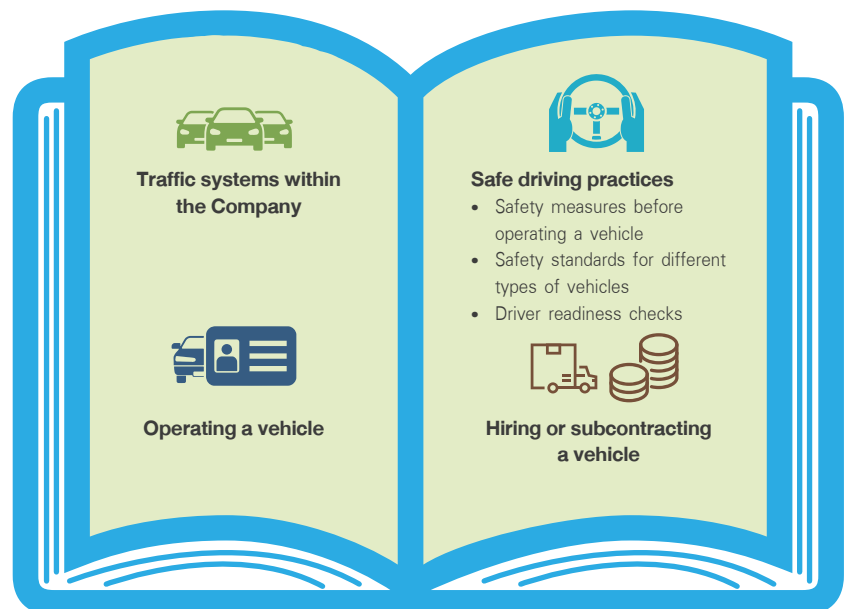 Traffic systems within
the Company
Operating a vehicle
Safe driving practices
• Safety measures before
operating a vehicle
• Safety standards for different
types of vehicles
• Driver readiness checks
Hiring or subcontracting
a vehicle